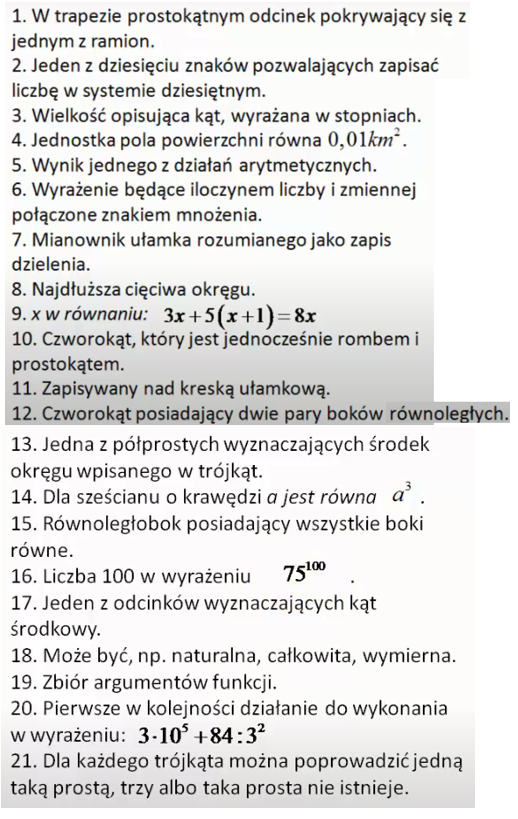 1. W trapezie prostokątnym odcinek pokrywający się z
jednym z ramion.
2. Jeden z dziesięciu znaków pozwalających zapisać
liczbę w systemie dziesiętnym.
3. Wielkość opisująca kąt, wyrażana w stopniach.
4. Jednostka pola powierzchni równa 0,01km².
5. Wynik jednego z działań arytmetycznych.
6. Wyrażenie będące iloczynem liczby i zmiennej
połączone znakiem mnożenia.
7. Mianownik ułamka rozumianego jako zapis
dzielenia.
8. Najdłuższa cięciwa okręgu.
9. x w równaniu: 3x+5(x+1)=8x
10. Czworokąt, który jest jednocześnie rombem i
prostokątem.
11. Zapisywany nad kreską ułamkową.
12. Czworokąt posiadający dwie pary boków równoległych.
13. Jedna z półprostych wyznaczających środek
okręgu wpisanego w trójkąt.
14. Dla sześcianu o krawędzi a jest równa a³ .
15. Równoległobok posiadający wszystkie boki
równe.
16. Liczba 100 w wyrażeniu 75¹⁰⁰ .
17. Jeden z odcinków wyznaczających kąt
środkowy.
18. Może być, np. naturalna, całkowita, wymierna.
19. Zbiór argumentów funkcji.
20. Pierwsze w kolejności działanie do wykonania
w wyrażeniu: 3·10⁵+84:3²
21. Dla każdego trójkąta można poprowadzić jedną
taką prostą, trzy albo taka prosta nie istnieje.